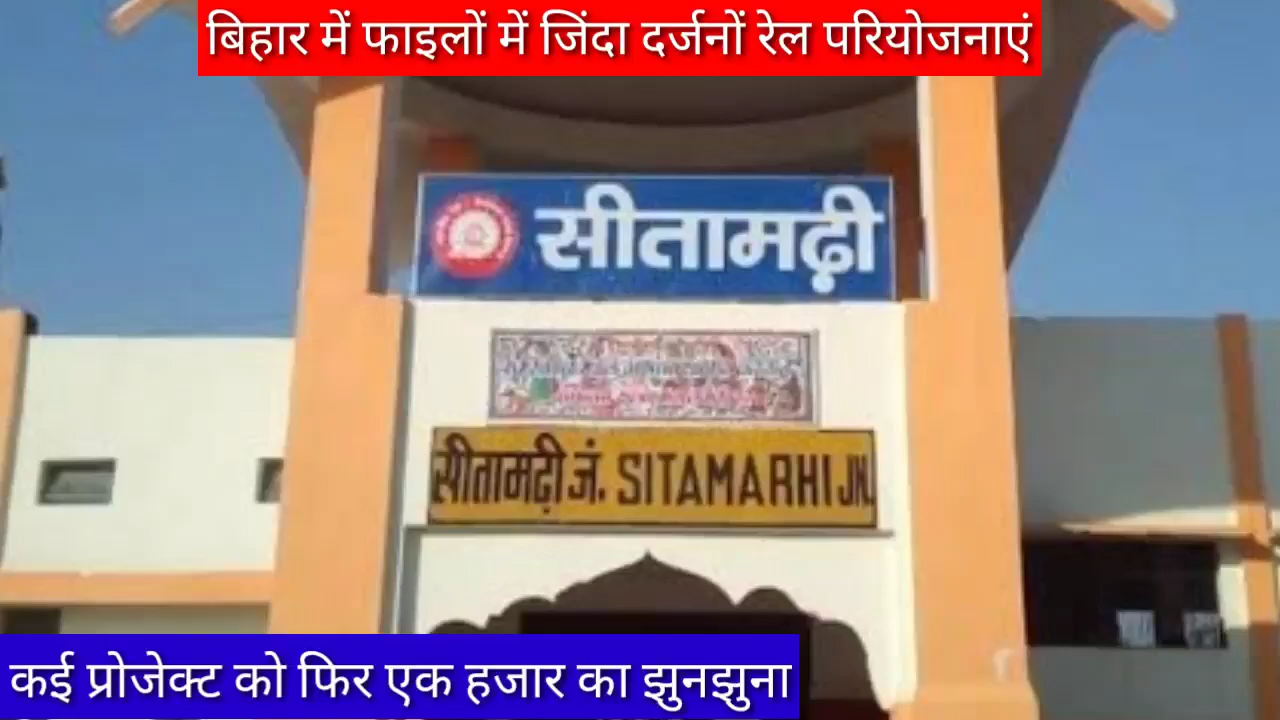 बिहार में फाइलों में जिंदा दर्जनों रेल परियोजनाएं
सीतामढ़ी
सीतामढ़ी जं. SITAMARHI JN.
कई प्रोजेक्ट को फिर एक हजार का झुनझुना